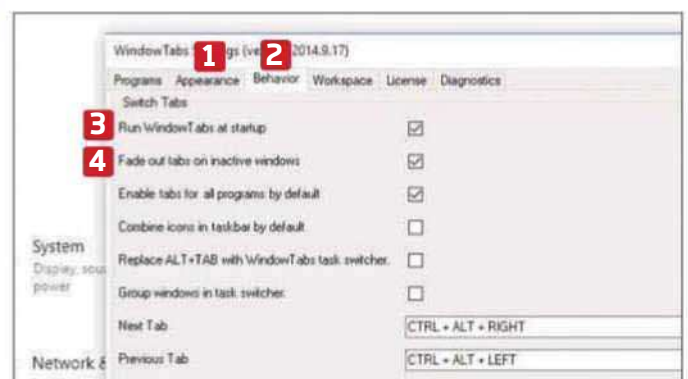 WindowTabs gs (ve 2014.9.17)
1 2
Programs Appearance Behavior Workspace License Diagnostics
Switch Tabs
3 Run WindowTabs at startup
4 Fade out tabs on inactive windows
Enable tabs for all programs by default
Combine icons in taskbar by default
System
Display, sou
power
Replace ALT+TAB with WindowTabs task switcher.
Group windows in task switcher.
Next Tab CTRL + ALT + RIGHT
Network &
Previous Tab CTRL + ALT + LEFT